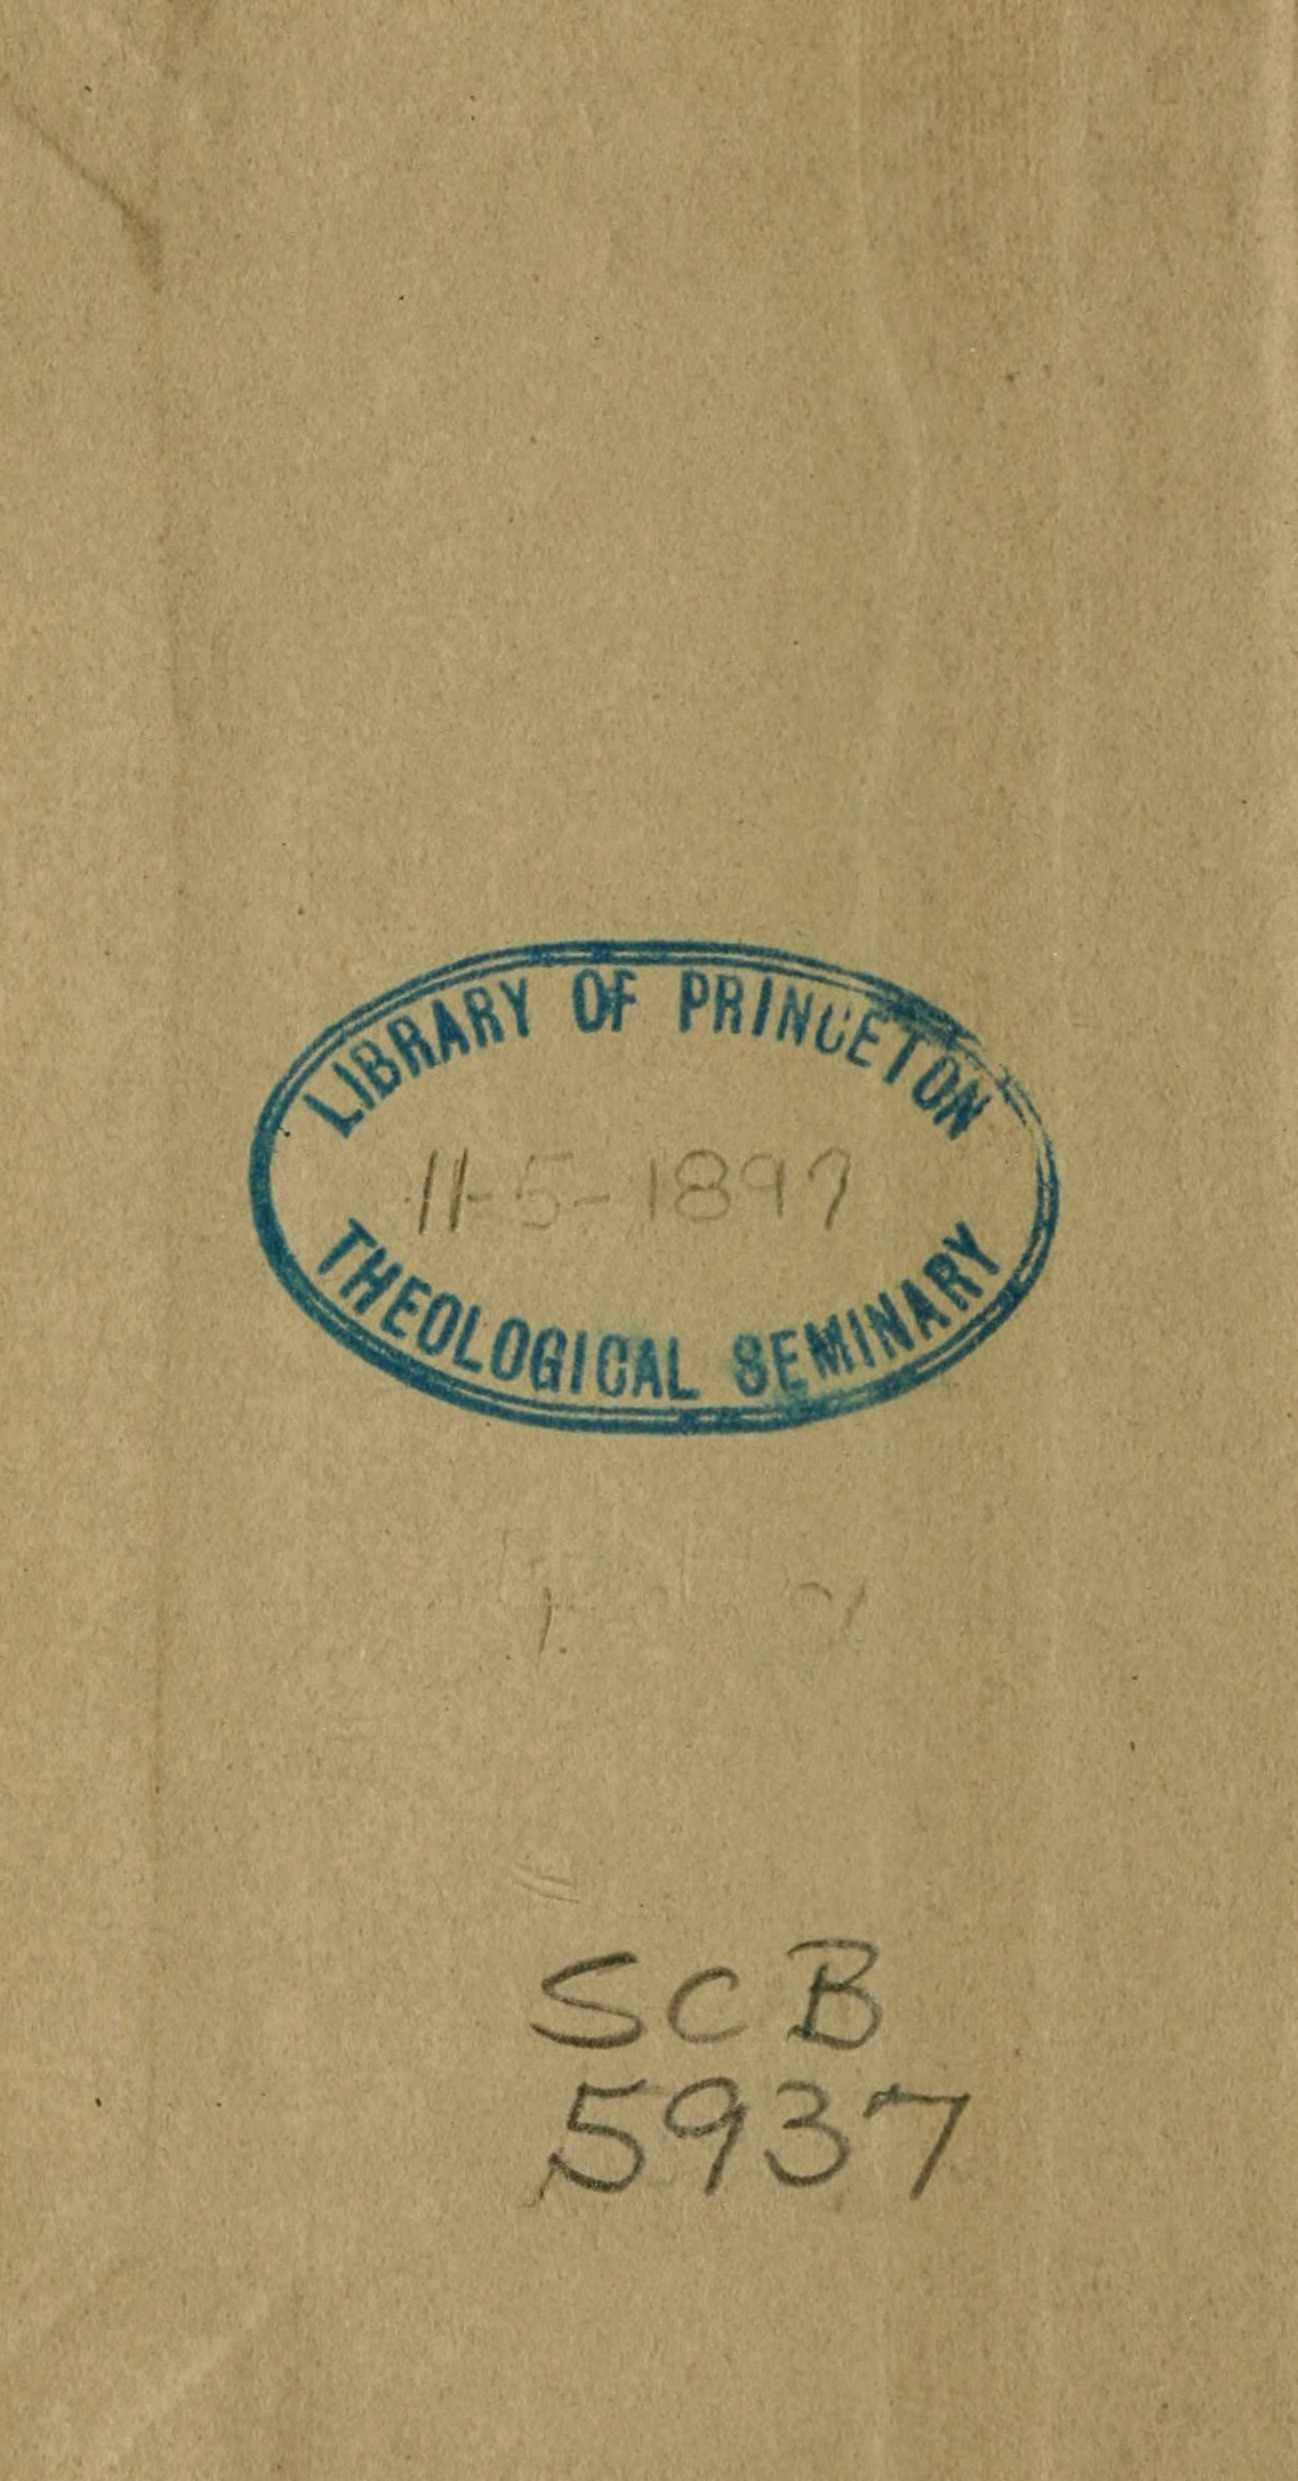 LIBRARY OF PRINCETON
11-5-1897
THEOLOGICAL SEMINARY
SCB
5937